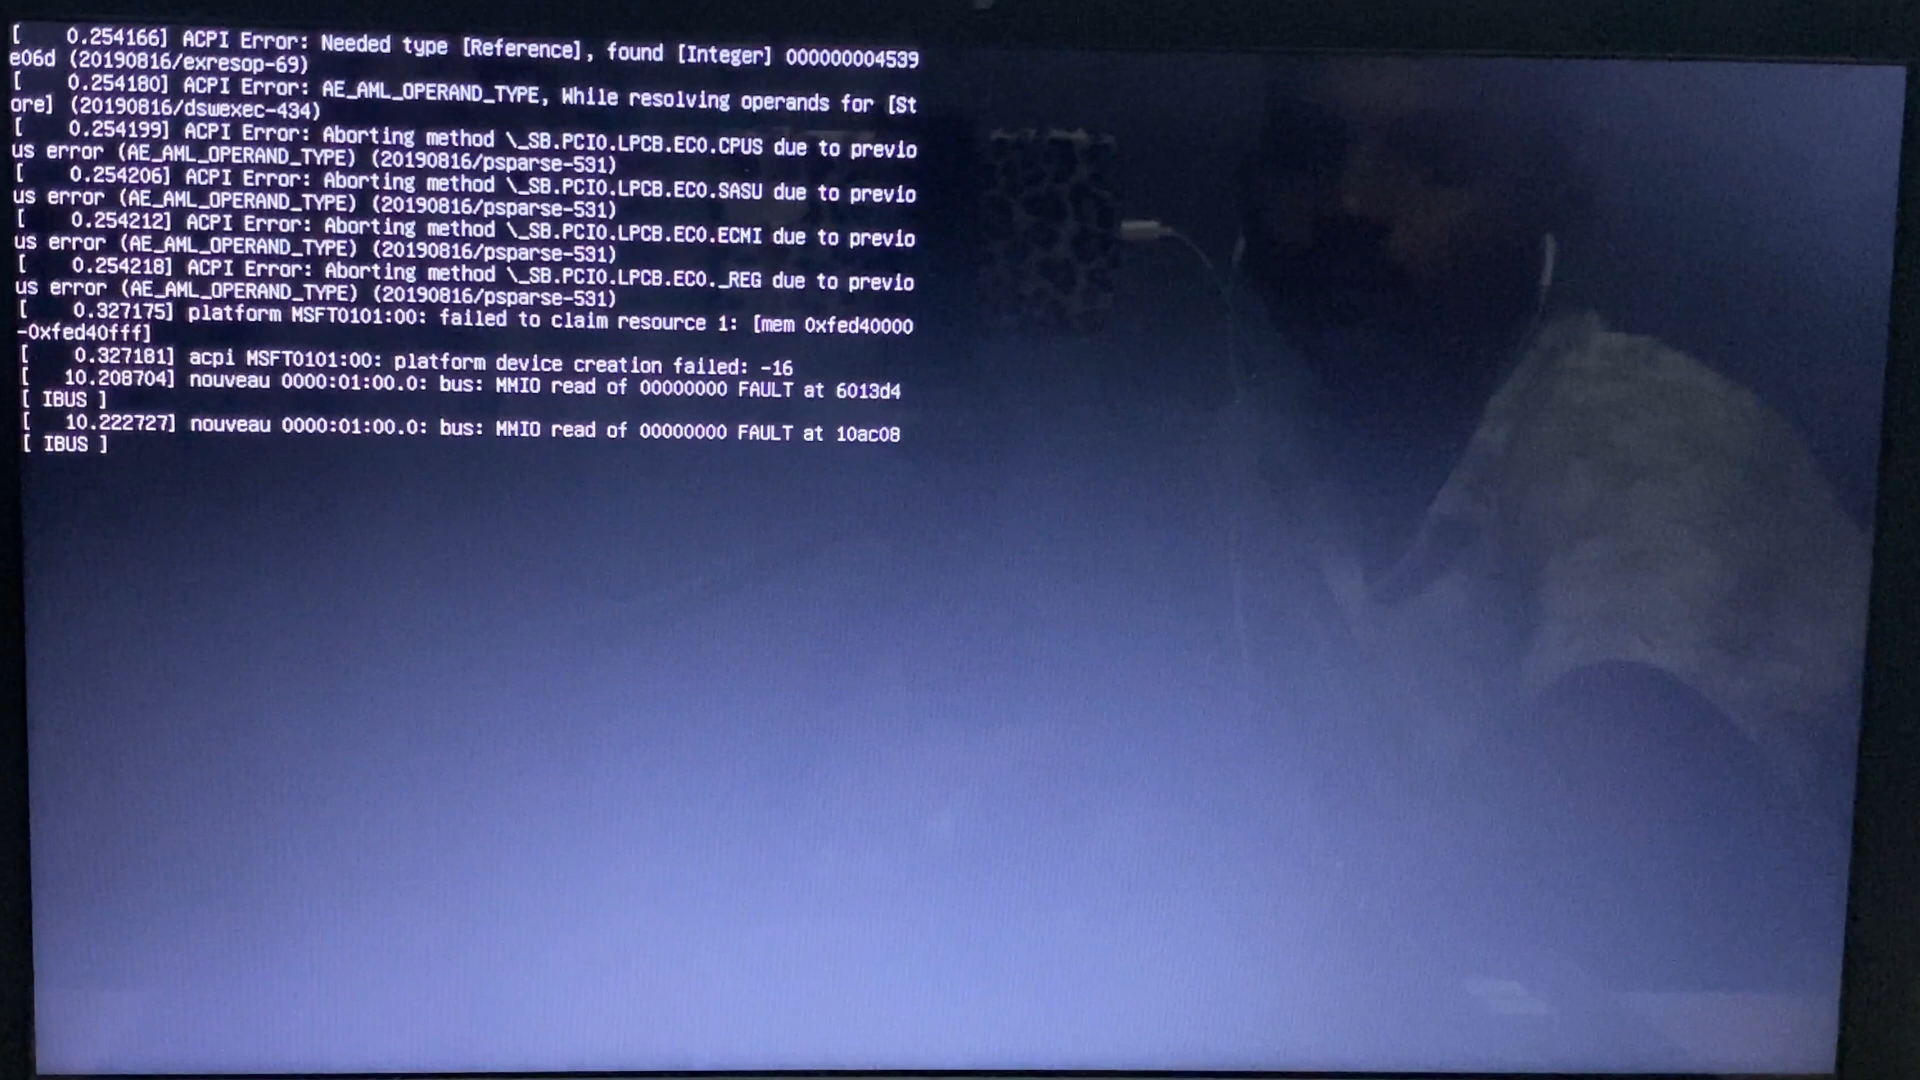 [    0.254166] ACPI Error: Needed type [Reference], found [Integer] 000000004539
e06d (20190816/exresop-69)
[    0.254180] ACPI Error: AE_AML_OPERAND_TYPE, While resolving operands for [St
ore] (20190816/dswexec-434)
[    0.254199] ACPI Error: Aborting method \_SB.PCI0.LPCB.EC0.CPUS due to previo
us error (AE_AML_OPERAND_TYPE) (20190816/psparse-531)
[    0.254206] ACPI Error: Aborting method \_SB.PCI0.LPCB.EC0.SASU due to previo
us error (AE_AML_OPERAND_TYPE) (20190816/psparse-531)
[    0.254212] ACPI Error: Aborting method \_SB.PCI0.LPCB.EC0.ECMI due to previo
us error (AE_AML_OPERAND_TYPE) (20190816/psparse-531)
[    0.254218] ACPI Error: Aborting method \_SB.PCI0.LPCB.EC0._REG due to previo
us error (AE_AML_OPERAND_TYPE) (20190816/psparse-531)
[    0.327175] platform MSFT0101:00: failed to claim resource 1: [mem 0xfed40000
-0xfed40fff]
[    0.327181] acpi MSFT0101:00: platform device creation failed: -16
[   10.208704] nouveau 0000:01:00.0: bus: MMIO read of 00000000 FAULT at 6013d4
[ IBUS ]
[   10.222727] nouveau 0000:01:00.0: bus: MMIO read of 00000000 FAULT at 10ac08
[ IBUS ]